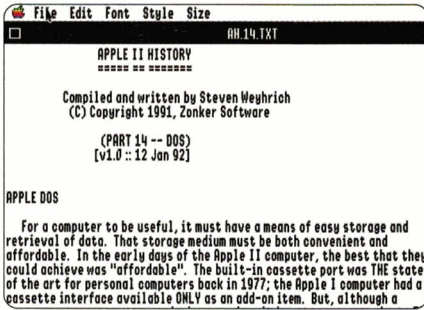 File Edit Font Style Size
AH.14.TXT
APPLE II HISTORY
===== == =======
Compiled and written by Steven Weyhrich
(C) Copyright 1991, Zonker Software
(PART 14 -- DOS)
[v1.0 :: 12 Jan 92]
APPLE DOS
For a computer to be useful, it must have a means of easy storage and
retrieval of data. That storage medium must be both convenient and
affordable. In the early days of the Apple II computer, the best that they
could achieve was "affordable". The built-in cassette port was THE state
of the art for personal computers back in 1977; the Apple I computer had a
cassette interface available ONLY as an add-on item. But, although a